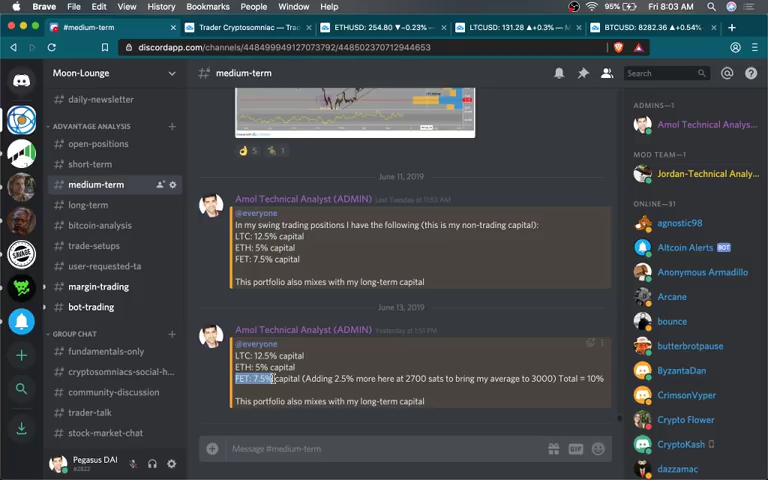 Brave File Edit View History Bookmarks People Window Help 95% Fri 8:03 AM
#medium-term
Trader Cryptosomniac — Tra
ETHUSD: 254.80 ▼−0.23%
LTCUSD: 131.28 ▲+0.3%
BTCUSD: 8282.36 ▲+0.54%
discordapp.com/channels/448499949127073792/448502370712944653
Moon-Lounge
# medium-term
Search
# daily-newsletter
ADVANTAGE ANALYSIS
# open-positions
# short-term
# medium-term
# long-term
# bitcoin-analysis
# trade-setups
# user-requested-ta
# margin-trading
# bot-trading
GROUP CHAT
# fundamentals-only
# cryptosomniacs-social-h...
# community-discussion
# trader-talk
# stock-market-chat
Pegasus DAI
#2822
5
1
June 11, 2019
Amol Technical Analyst (ADMIN) Last Tuesday at 11:53 AM
@everyone
In my swing trading positions I have the following (this is my non-trading capital):
LTC: 12.5% capital
ETH: 5% capital
FET: 7.5% capital
This portfolio also mixes with my long-term capital
June 13, 2019
Amol Technical Analyst (ADMIN) Yesterday at 1:51 PM
@everyone
LTC: 12.5% capital
ETH: 5% capital
FET: 7.5% capital (Adding 2.5% more here at 2700 sats to bring my average to 3000) Total = 10%
This portfolio also mixes with my long-term capital
Message #medium-term
GIF
ADMINS—1
Amol Technical Analys...
MOD TEAM—1
Jordan-Technical Analy...
ONLINE—31
agnostic98
Altcoin Alerts BOT
Anonymous Armadillo
Arcane
bounce
butterbrotpause
ByzantaDan
CrimsonVyper
Crypto Flower
CryptoKash
dazzamac